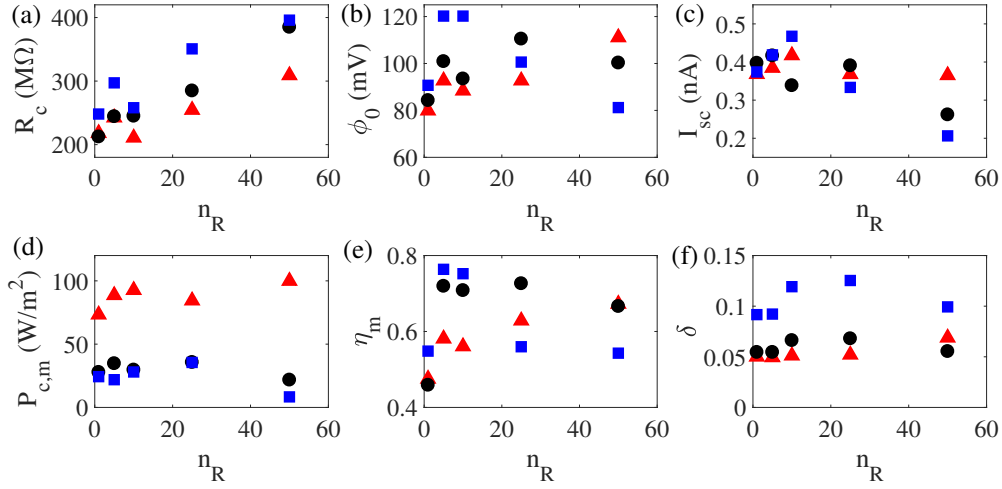 (a)
R_c (MΩ)
400
300
200
0 20 40 60
n_R
(b)
ϕ_0 (mV)
120
100
80
60
0 20 40 60
n_R
(c)
I_sc (nA)
0.5
0.4
0.3
0.2
0 20 40 60
n_R
(d)
P_c,m (W/m²)
100
50
0
0 20 40 60
n_R
(e)
η_m
0.8
0.6
0.4
0 20 40 60
n_R
(f)
δ
0.15
0.1
0.05
0
0 20 40 60
n_R